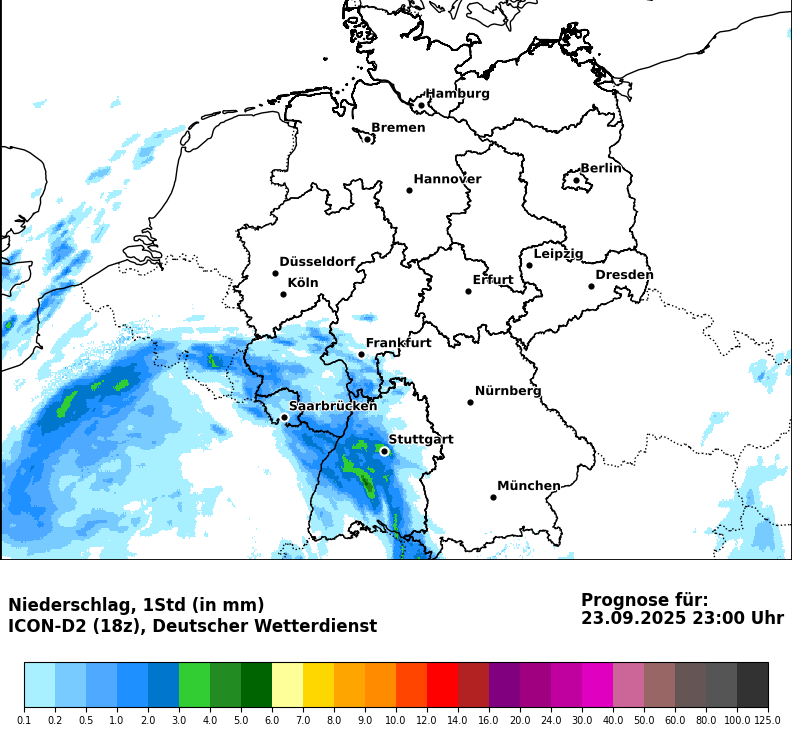 Hamburg
Bremen
Berlin
Hannover
Leipzig
Düsseldorf
Dresden
Köln
Erfurt
Frankfurt
Nürnberg
Saarbrücken
Stuttgart
München
Niederschlag, 1Std (in mm)
ICON-D2 (18z), Deutscher Wetterdienst
Prognose für:
23.09.2025 23:00 Uhr
0.1 0.2 0.5 1.0 2.0 3.0 4.0 5.0 6.0 7.0 8.0 9.0 10.0 12.0 14.0 16.0 20.0 24.0 30.0 40.0 50.0 60.0 80.0 100.0 125.0